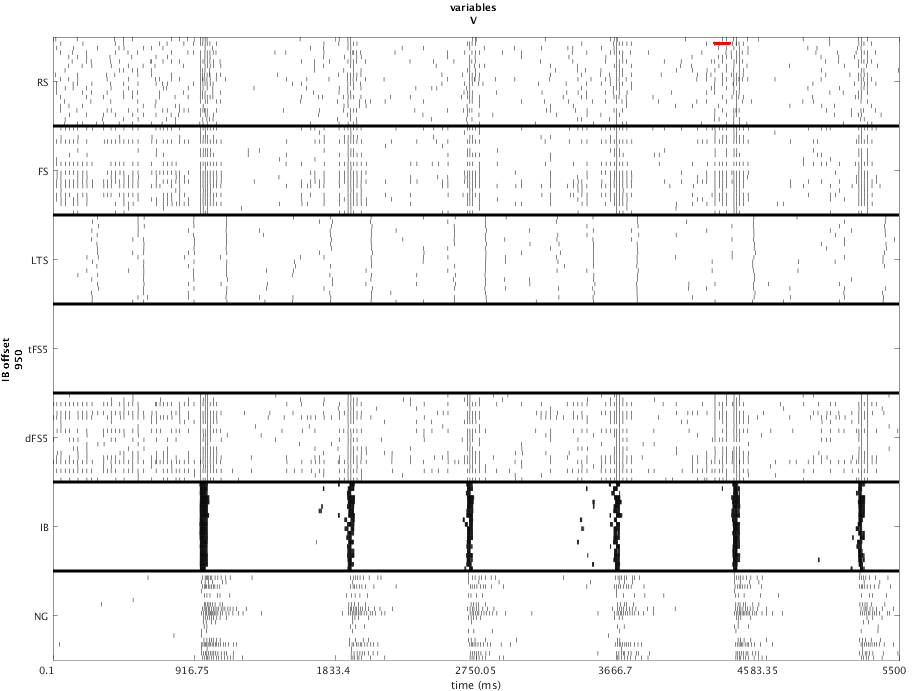 variables
V
RS
FS
LTS
tFS5
dFS5
IB
NG
IB offset
950
0.1
916.75
1833.4
2750.05
3666.7
4583.35
5500
time (ms)